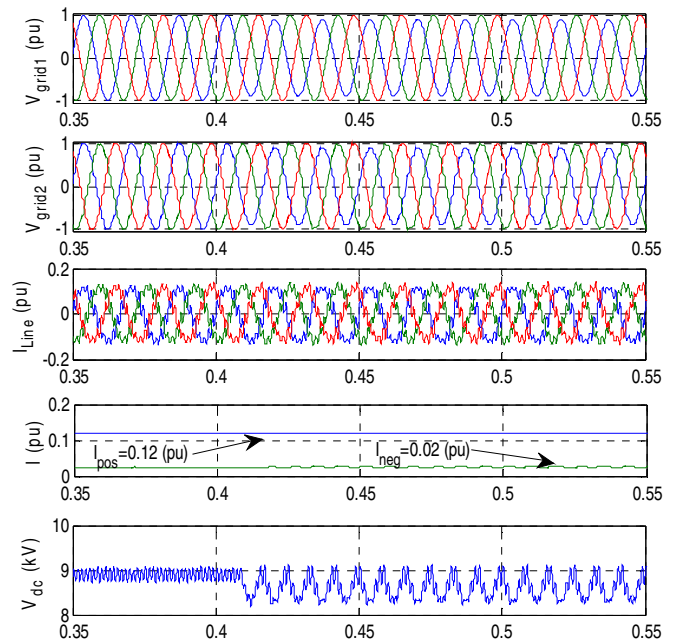 1
V_grid1 (pu)
0
-1
0.35 0.4 0.45 0.5 0.55
1
V_grid2 (pu)
0
-1
0.35 0.4 0.45 0.5 0.55
0.2
I_Line (pu)
0
-0.2
0.35 0.4 0.45 0.5 0.55
0.2
I (pu)
0.1
I_pos=0.12 (pu)
I_neg=0.02 (pu)
0
0.35 0.4 0.45 0.5 0.55
10
V_dc (kV)
9
8
0.35 0.4 0.45 0.5 0.55